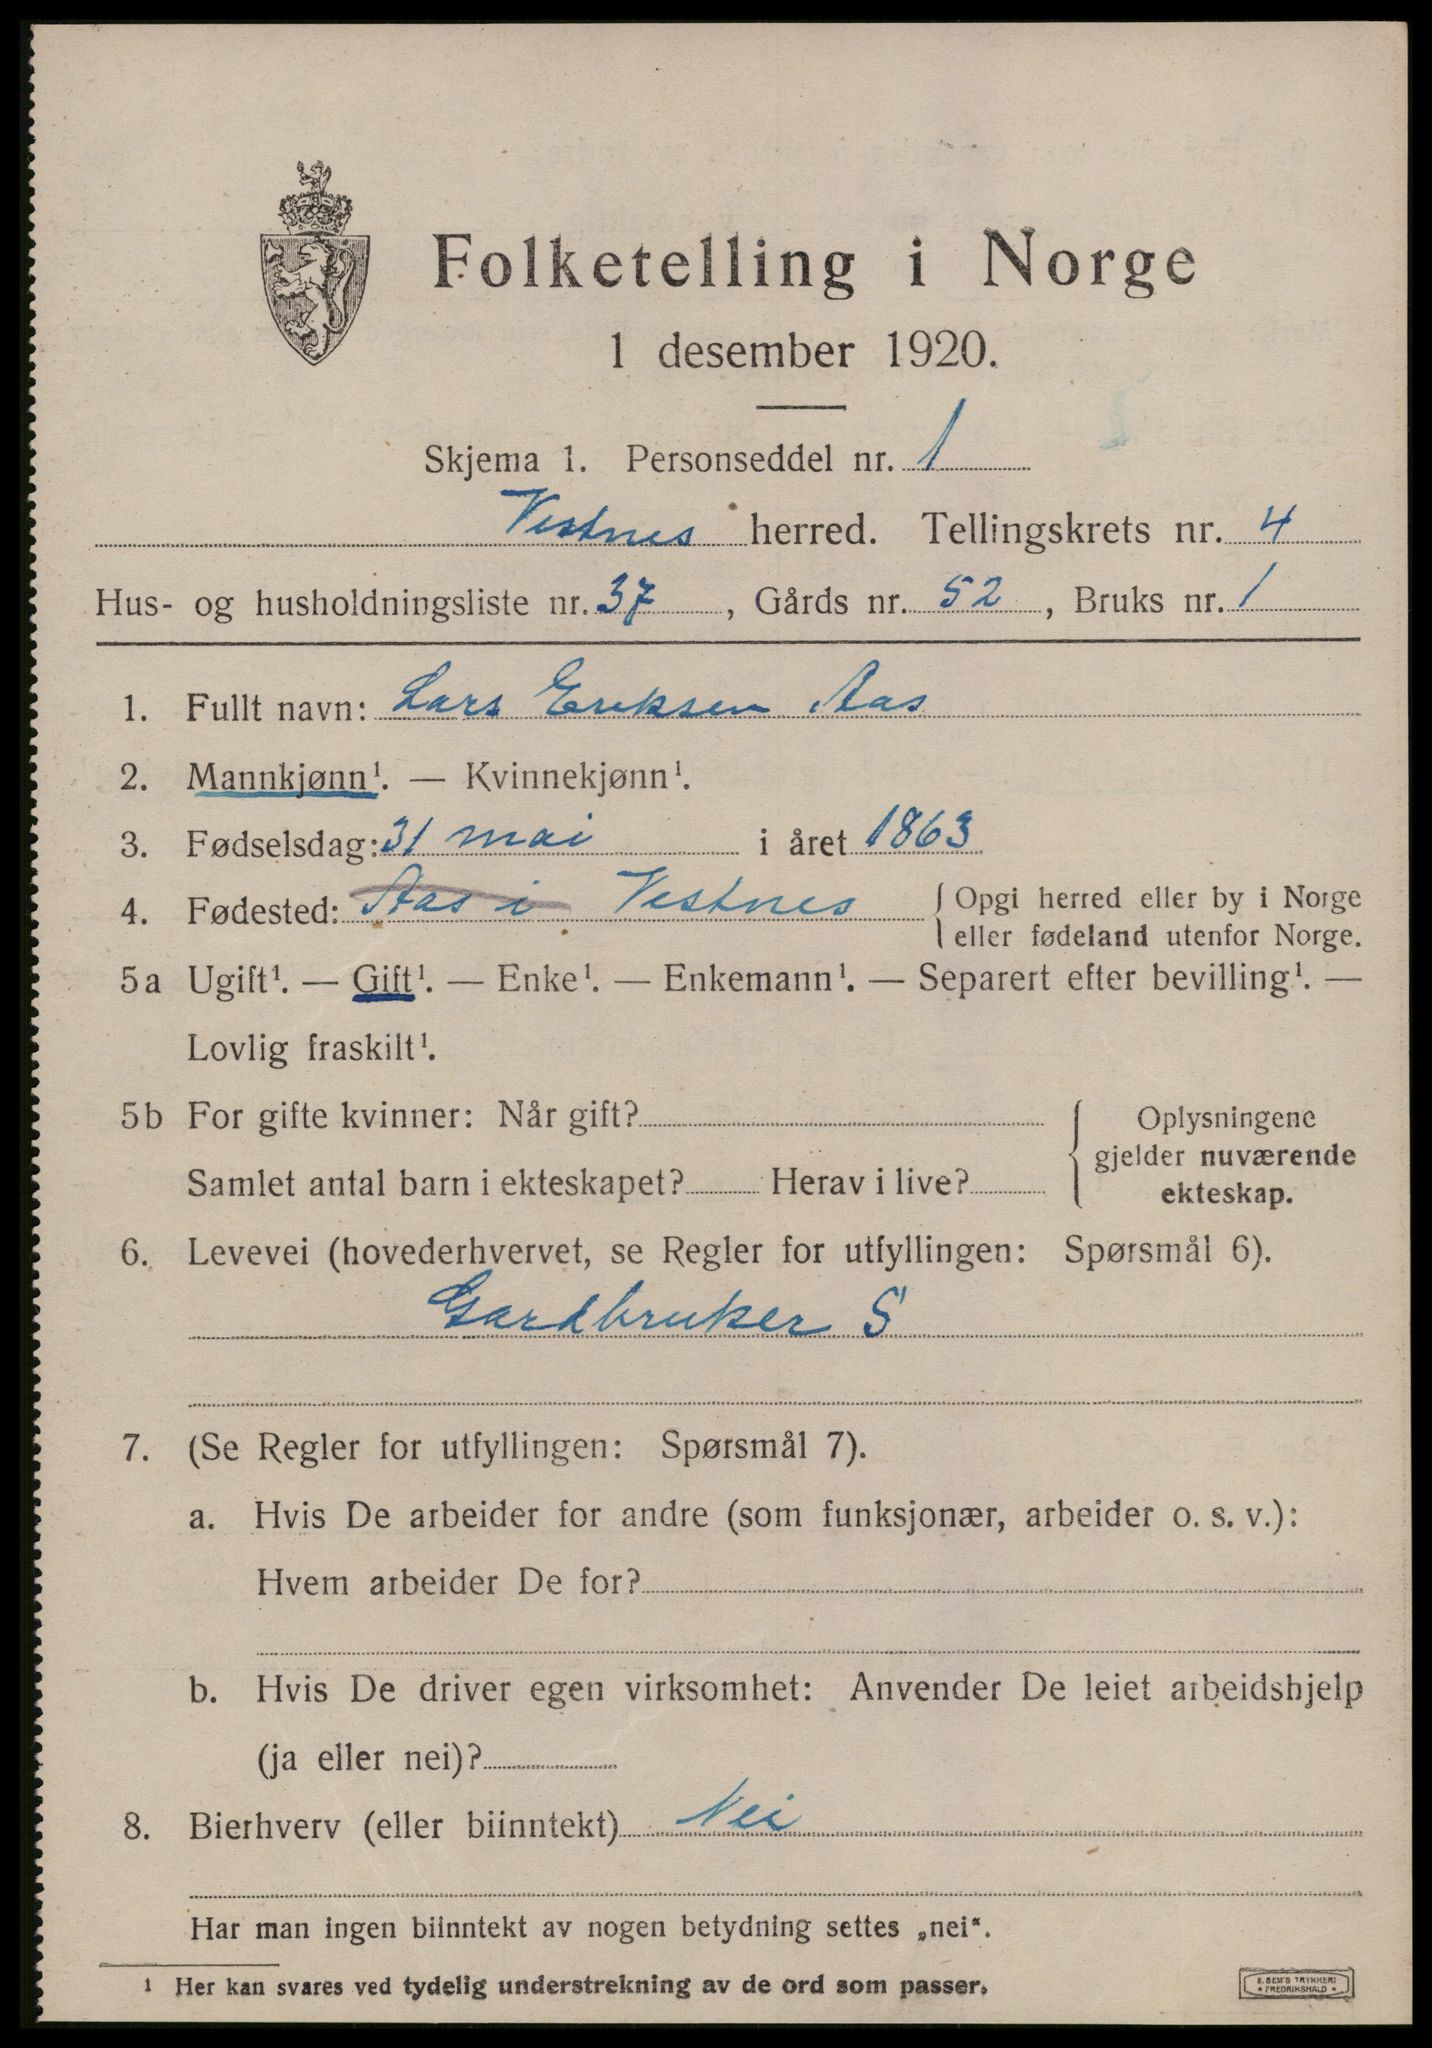 Folketelling i Norge
1 desember 1920.
Skjema 1. Personseddel nr. 1
Vestnes herred. Tellingskrets nr. 4
Hus- og husholdningsliste nr. 37, Gårds nr. 52, Bruks nr. 1
1. Fullt navn: Lars Eriksen Aas
2. Mannkjønn¹. — Kvinnekjønn¹.
3. Fødselsdag: 31 mai i året 1863
4. Fødested: Aas i Vestnes { Opgi herred eller by i Norge
eller fødeland utenfor Norge.
5a Ugift¹. — Gift¹. — Enke¹. — Enkemann¹. — Separert efter bevilling¹. —
Lovlig fraskilt¹.
5b For gifte kvinner: Når gift?
Samlet antal barn i ekteskapet? Herav i live?
{ Oplysningene
gjelder nuværende
ekteskap.
6. Levevei (hovederhvervet, se Regler for utfyllingen: Spørsmål 6).
Gardbruker S
7. (Se Regler for utfyllingen: Spørsmål 7).
a. Hvis De arbeider for andre (som funksjonær, arbeider o. s. v.):
Hvem arbeider De for?
b. Hvis De driver egen virksomhet: Anvender De leiet arbeidshjelp
(ja eller nei)?
8. Bierhverv (eller biinntekt) Nei
Har man ingen biinntekt av nogen betydning settes „nei“.
¹ Her kan svares ved tydelig understrekning av de ord som passer.
E. SEM'S TRYKKERI
* FREDRIKSHALD *